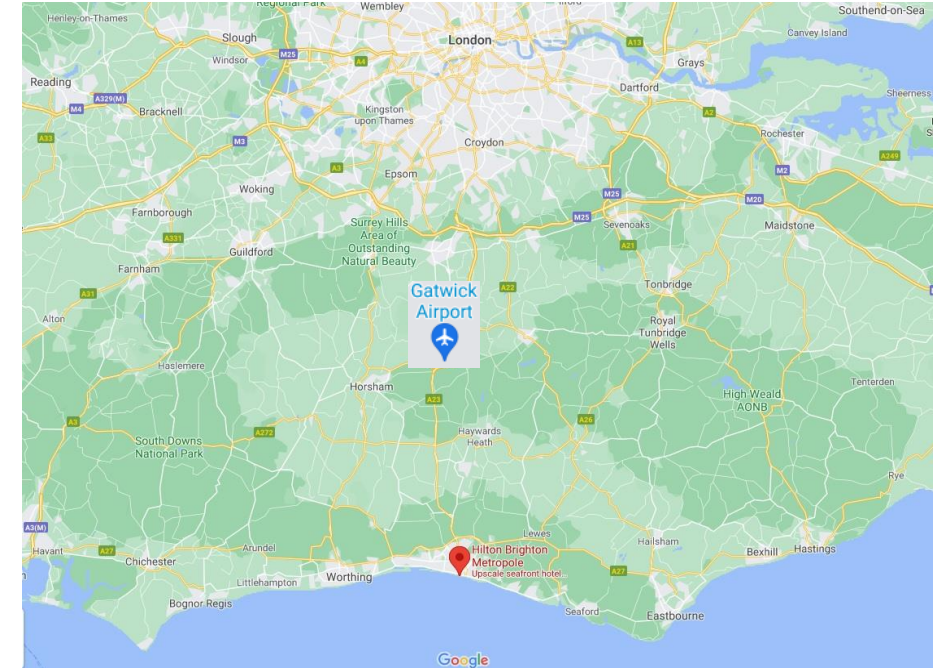 Regional Park
Wembley
Southend-on-Sea
Henley-on-Thames
Slough
London
Canvey Island
M25
A13
Windsor
A4
Grays
Reading
Dartford
Sheerness
A329(M)
M4
Bracknell
Kingston
upon Thames
A2
Rochester
A33
M3
Croydon
A249
A3
Epsom
M2
Woking
M25
M20
Farnborough
Surrey Hills
Area of
Outstanding
Natural Beauty
M25
Sevenoaks
Maidstone
A331
Guildford
A21
Farnham
Gatwick
Airport
A22
Tonbridge
A31
Alton
Royal
Tunbridge
Wells
Haslemere
Horsham
Tenterden
A23
High Weald
AONB
A3
A272
A26
South Downs
National Park
Haywards
Heath
Rye
A3(M)
Lewes
Havant
A27
Arundel
Hilton Brighton
Metropole
Upscale seafront hotel...
Hailsham
Bexhill
Hastings
Chichester
Littlehampton
Worthing
A27
Bognor Regis
Seaford
Eastbourne
Google